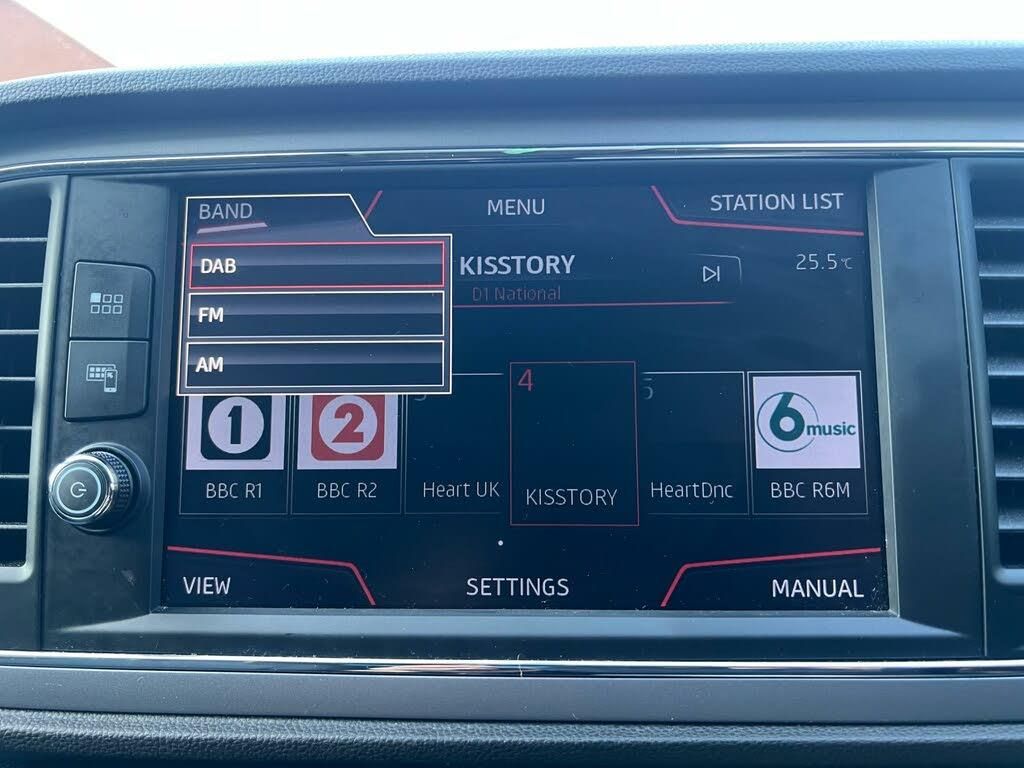 BAND
MENU
STATION LIST
DAB
KISSTORY
25.5°C
D1 National
FM
AM
4
5
1
2
6 music
BBC R1
BBC R2
Heart UK
KISSTORY
HeartDnc
BBC R6M
VIEW
SETTINGS
MANUAL